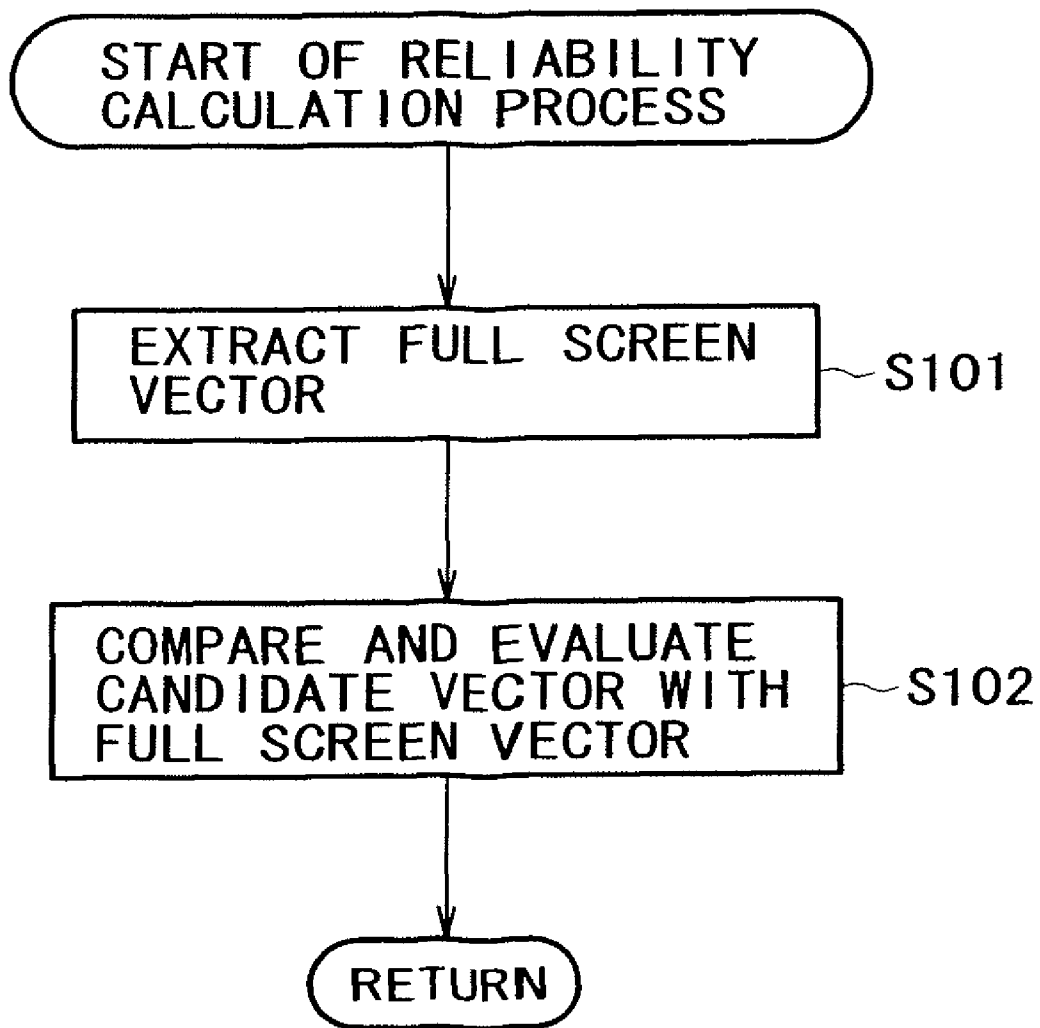 START OF RELIABILITY
CALCULATION PROCESS
EXTRACT FULL SCREEN
VECTOR
S101
COMPARE AND EVALUATE
CANDIDATE VECTOR WITH
FULL SCREEN VECTOR
S102
RETURN